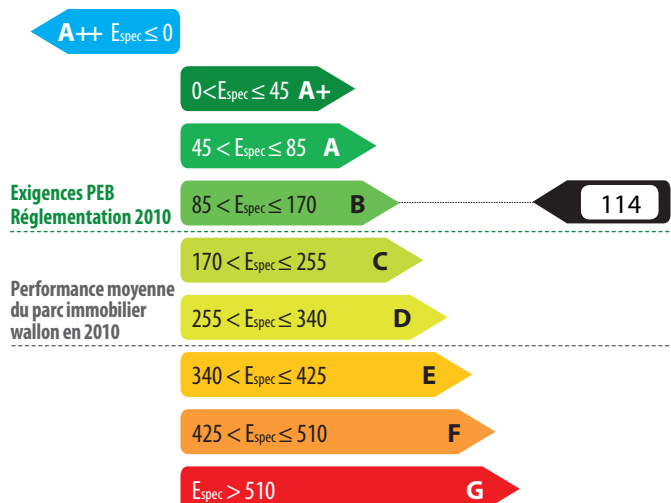 A++ Espec ≤ 0
0<Espec ≤ 45 A+
45 < Espec ≤ 85 A
Exigences PEB
Réglementation 2010
85 < Espec ≤ 170 B
114
170 < Espec ≤ 255 C
Performance moyenne
du parc immobilier
wallon en 2010
255 < Espec ≤ 340 D
340 < Espec ≤ 425 E
425 < Espec ≤ 510 F
Espec > 510 G